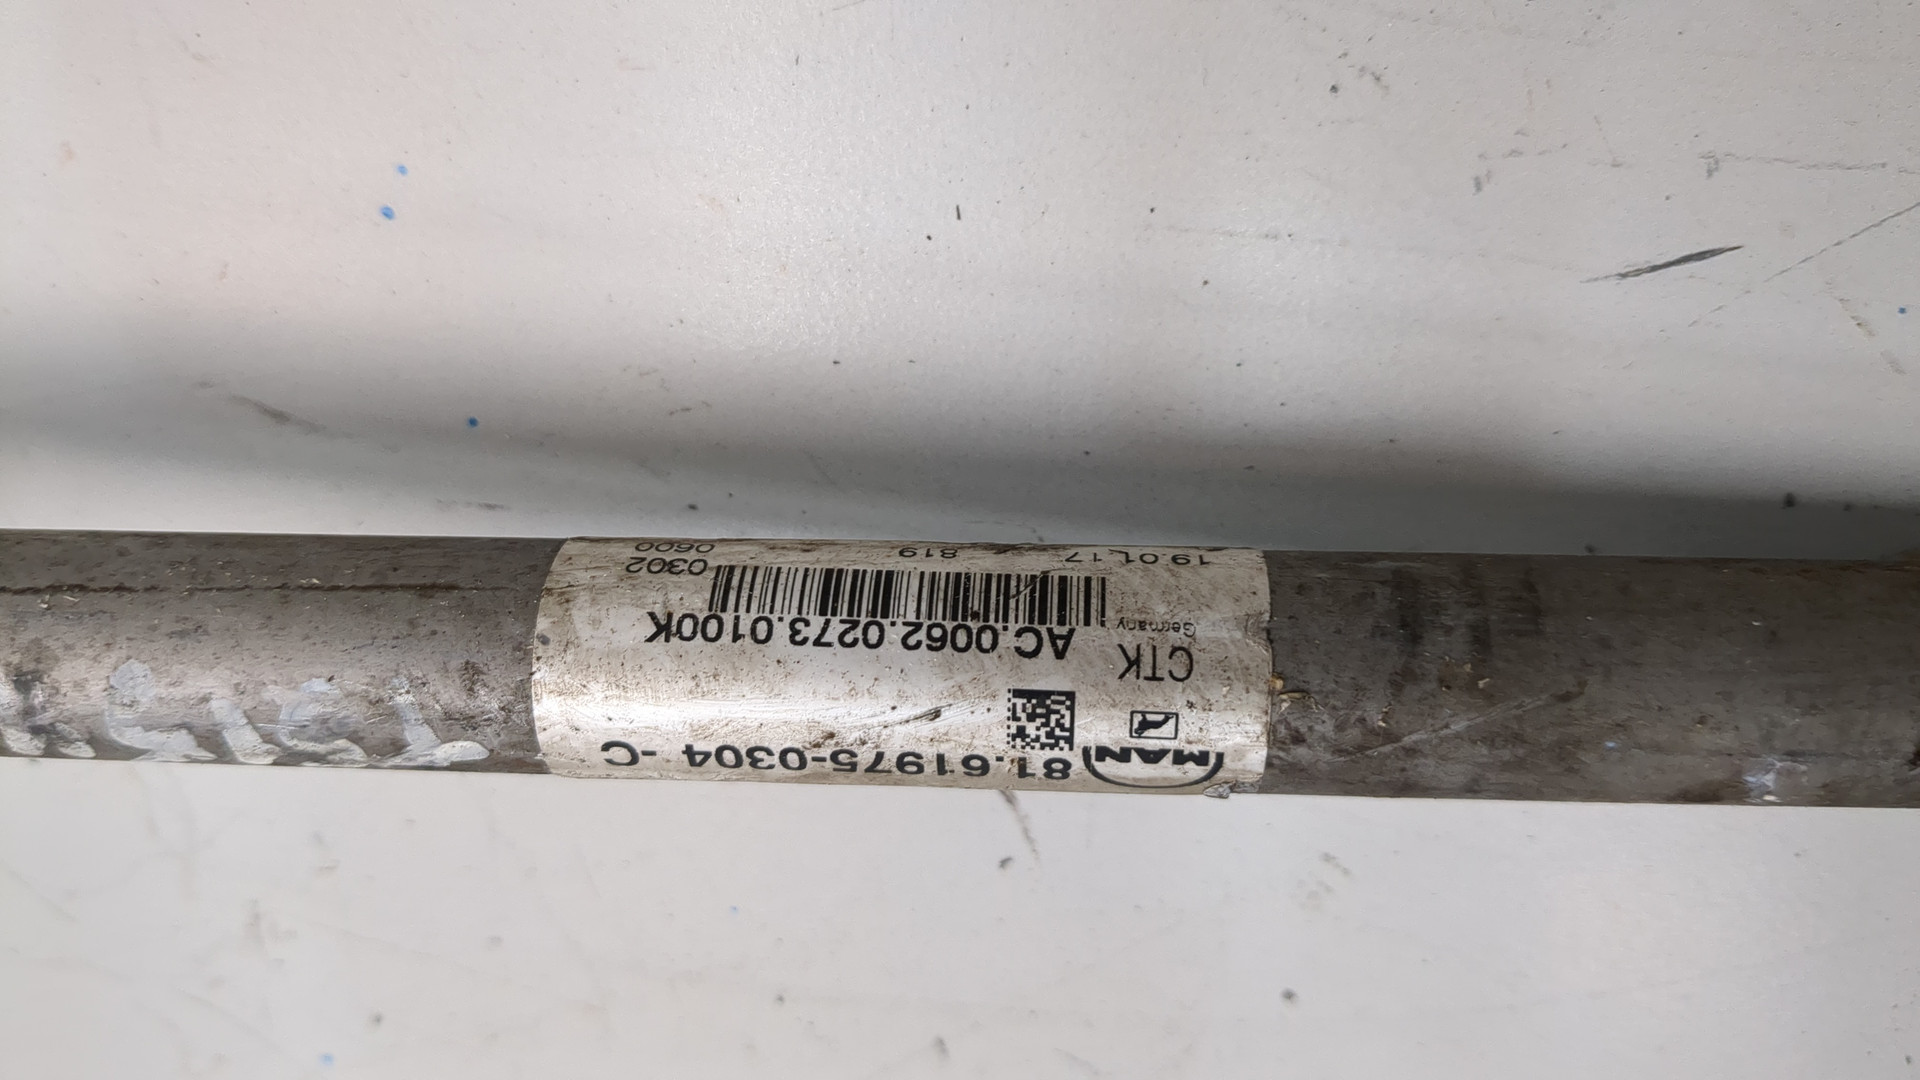 MAN 81.61975-0304 -C
CTK AC.0062.0273.0100K
Germany
0302
19.01.17 819 0600